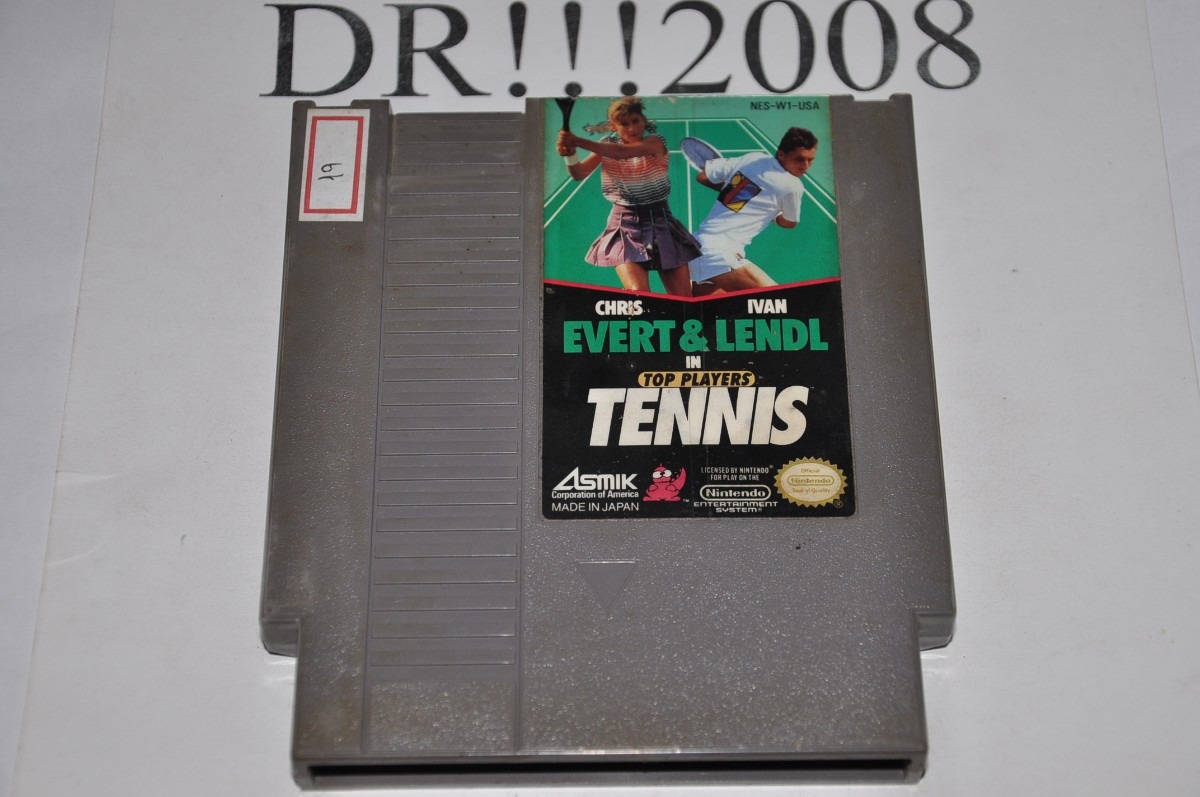 DR!!!2008
19
NES-W1-USA
CHRIS IVAN
EVERT & LENDL
IN
TOP PLAYERS
TENNIS
ASMIK
Corporation of America
MADE IN JAPAN
TM
LICENSED BY NINTENDO®
FOR PLAY ON THE
Nintendo
ENTERTAINMENT
SYSTEM®
Official
Nintendo
Seal of Quality
®